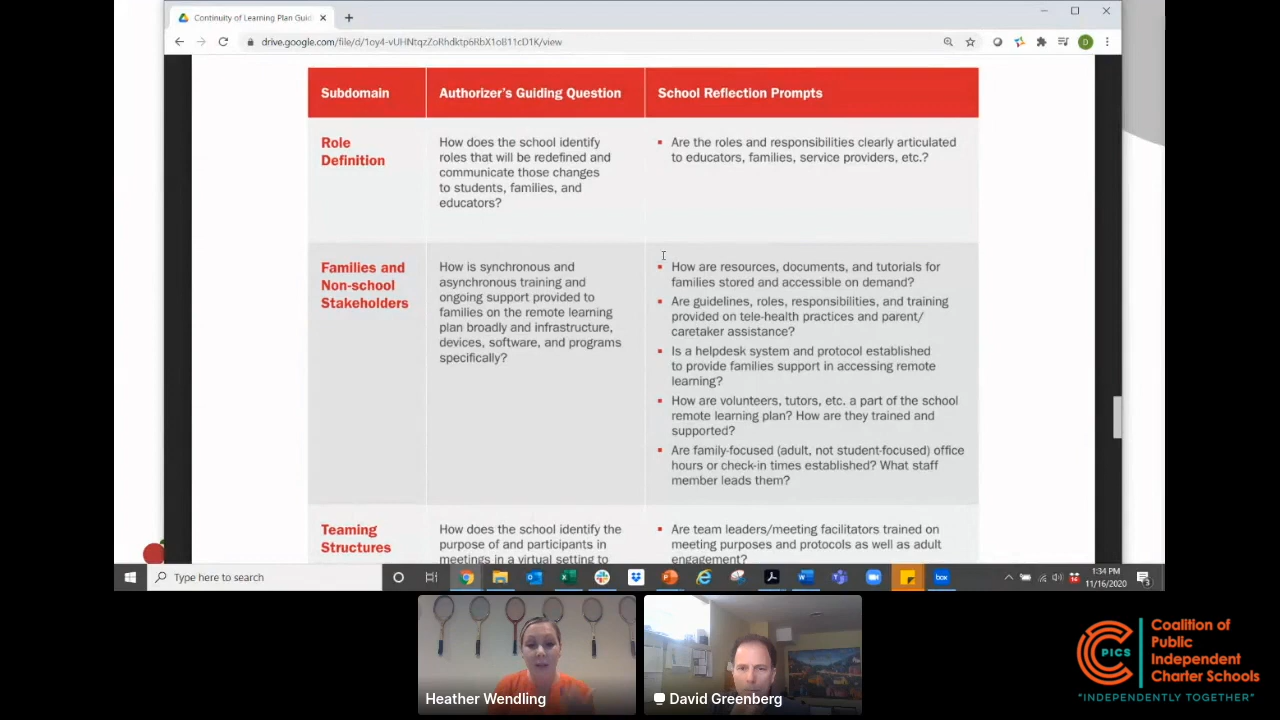 Continuity of Learning Plan Guid
drive.google.com/file/d/1oy4-vUHNtqzZoRhdktp6RbX1oB11cD1K/view
Subdomain
Authorizer's Guiding Question
School Reflection Prompts
Role
Definition
How does the school identify
roles that will be redefined and
communicate those changes
to students, families, and
educators?
Are the roles and responsibilities clearly articulated
to educators, families, service providers, etc.?
Families and
Non-school
Stakeholders
How is synchronous and
asynchronous training and
ongoing support provided to
families on the remote learning
plan broadly and infrastructure,
devices, software, and programs
specifically?
How are resources, documents, and tutorials for
families stored and accessible on demand?
Are guidelines, roles, responsibilities, and training
provided on tele-health practices and parent/
caretaker assistance?
Is a helpdesk system and protocol established
to provide families support in accessing remote
learning?
How are volunteers, tutors, etc. a part of the school
remote learning plan? How are they trained and
supported?
Are family-focused (adult, not student-focused) office
hours or check-in times established? What staff
member leads them?
Teaming
Structures
How does the school identify the
purpose of and participants in
meetings in a virtual setting to
Are team leaders/meeting facilitators trained on
meeting purposes and protocols as well as adult
engagement?
Type here to search
box
1:34 PM
11/16/2020
Heather Wendling
David Greenberg
PICS
Coalition of
Public
Independent
Charter Schools
"INDEPENDENTLY TOGETHER"